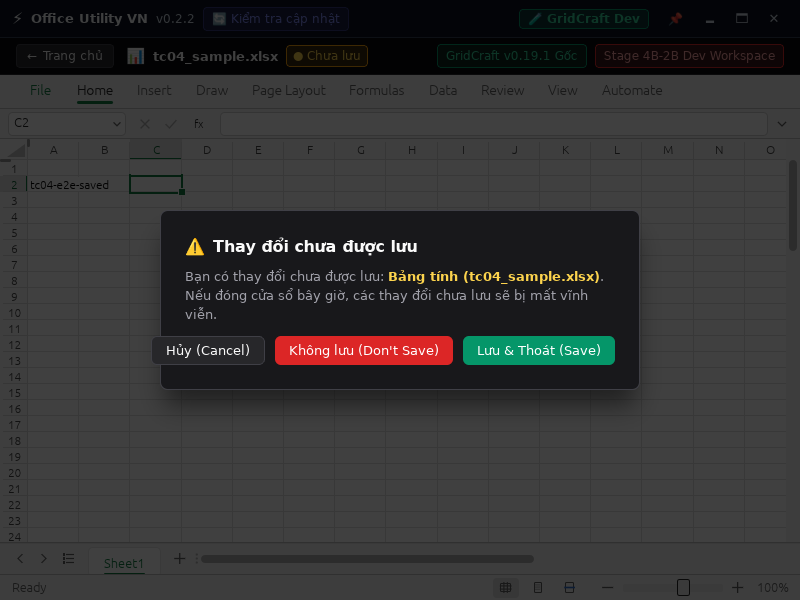 Office Utility VN v0.2.2 Kiểm tra cập nhật GridCraft Dev
← Trang chủ tc04_sample.xlsx Chưa lưu GridCraft v0.19.1 Gốc Stage 4B-2B Dev Workspace
File Home Insert Draw Page Layout Formulas Data Review View Automate
C2 fx
A B C D E F G H I J K L M N O
1
2 tc04-e2e-saved
3
4
5
6
7
8
9
10
11
12
13
14
15
16
17
18
19
20
21
22
23
24
Thay đổi chưa được lưu
Bạn có thay đổi chưa được lưu: Bảng tính (tc04_sample.xlsx).
Nếu đóng cửa sổ bây giờ, các thay đổi chưa lưu sẽ bị mất vĩnh
viễn.
Hủy (Cancel) Không lưu (Don't Save) Lưu & Thoát (Save)
Sheet1
Ready 100%